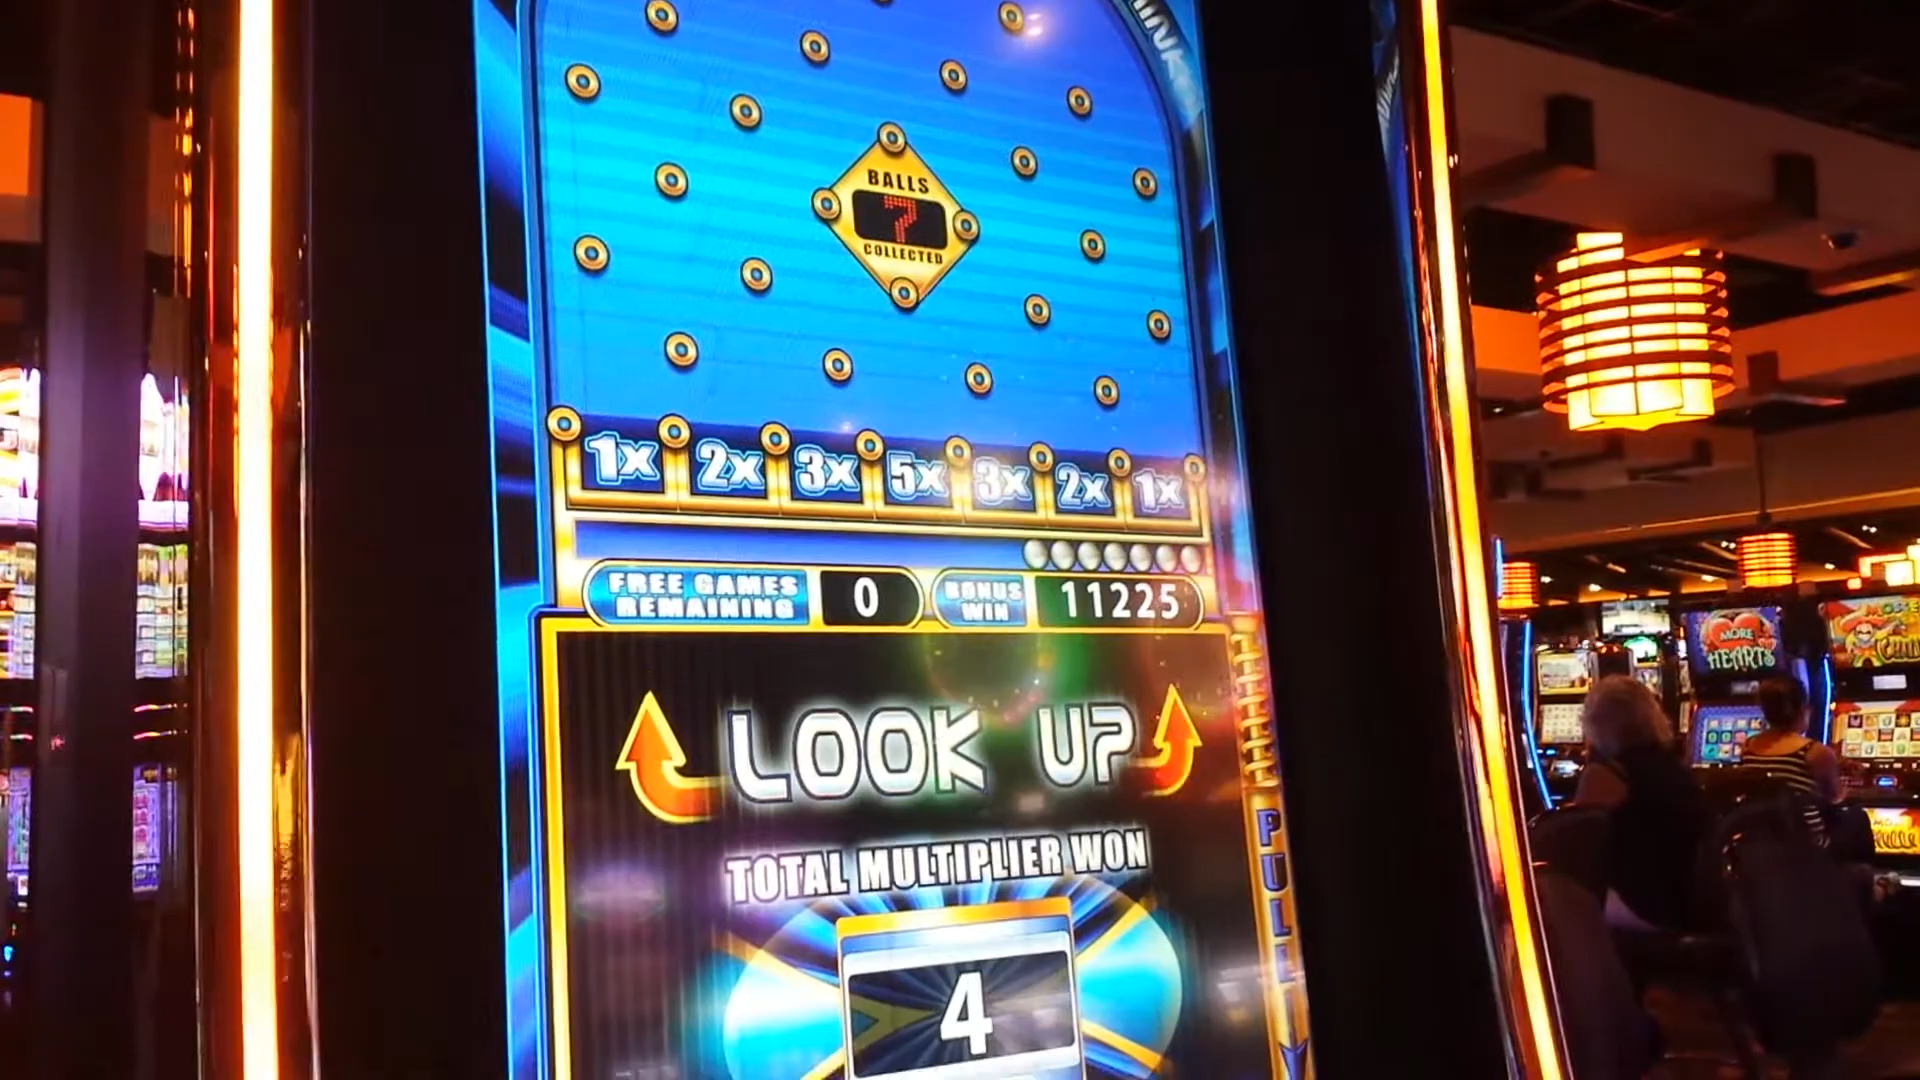 BALLS
7
COLLECTED
1x 2x 3x 5x 3x 2x 1x
FREE GAMES
REMAINING
0
BONUS
WIN
11225
LOOK UP
TOTAL MULTIPLIER WON
4
PULL
MORE
HEARTS